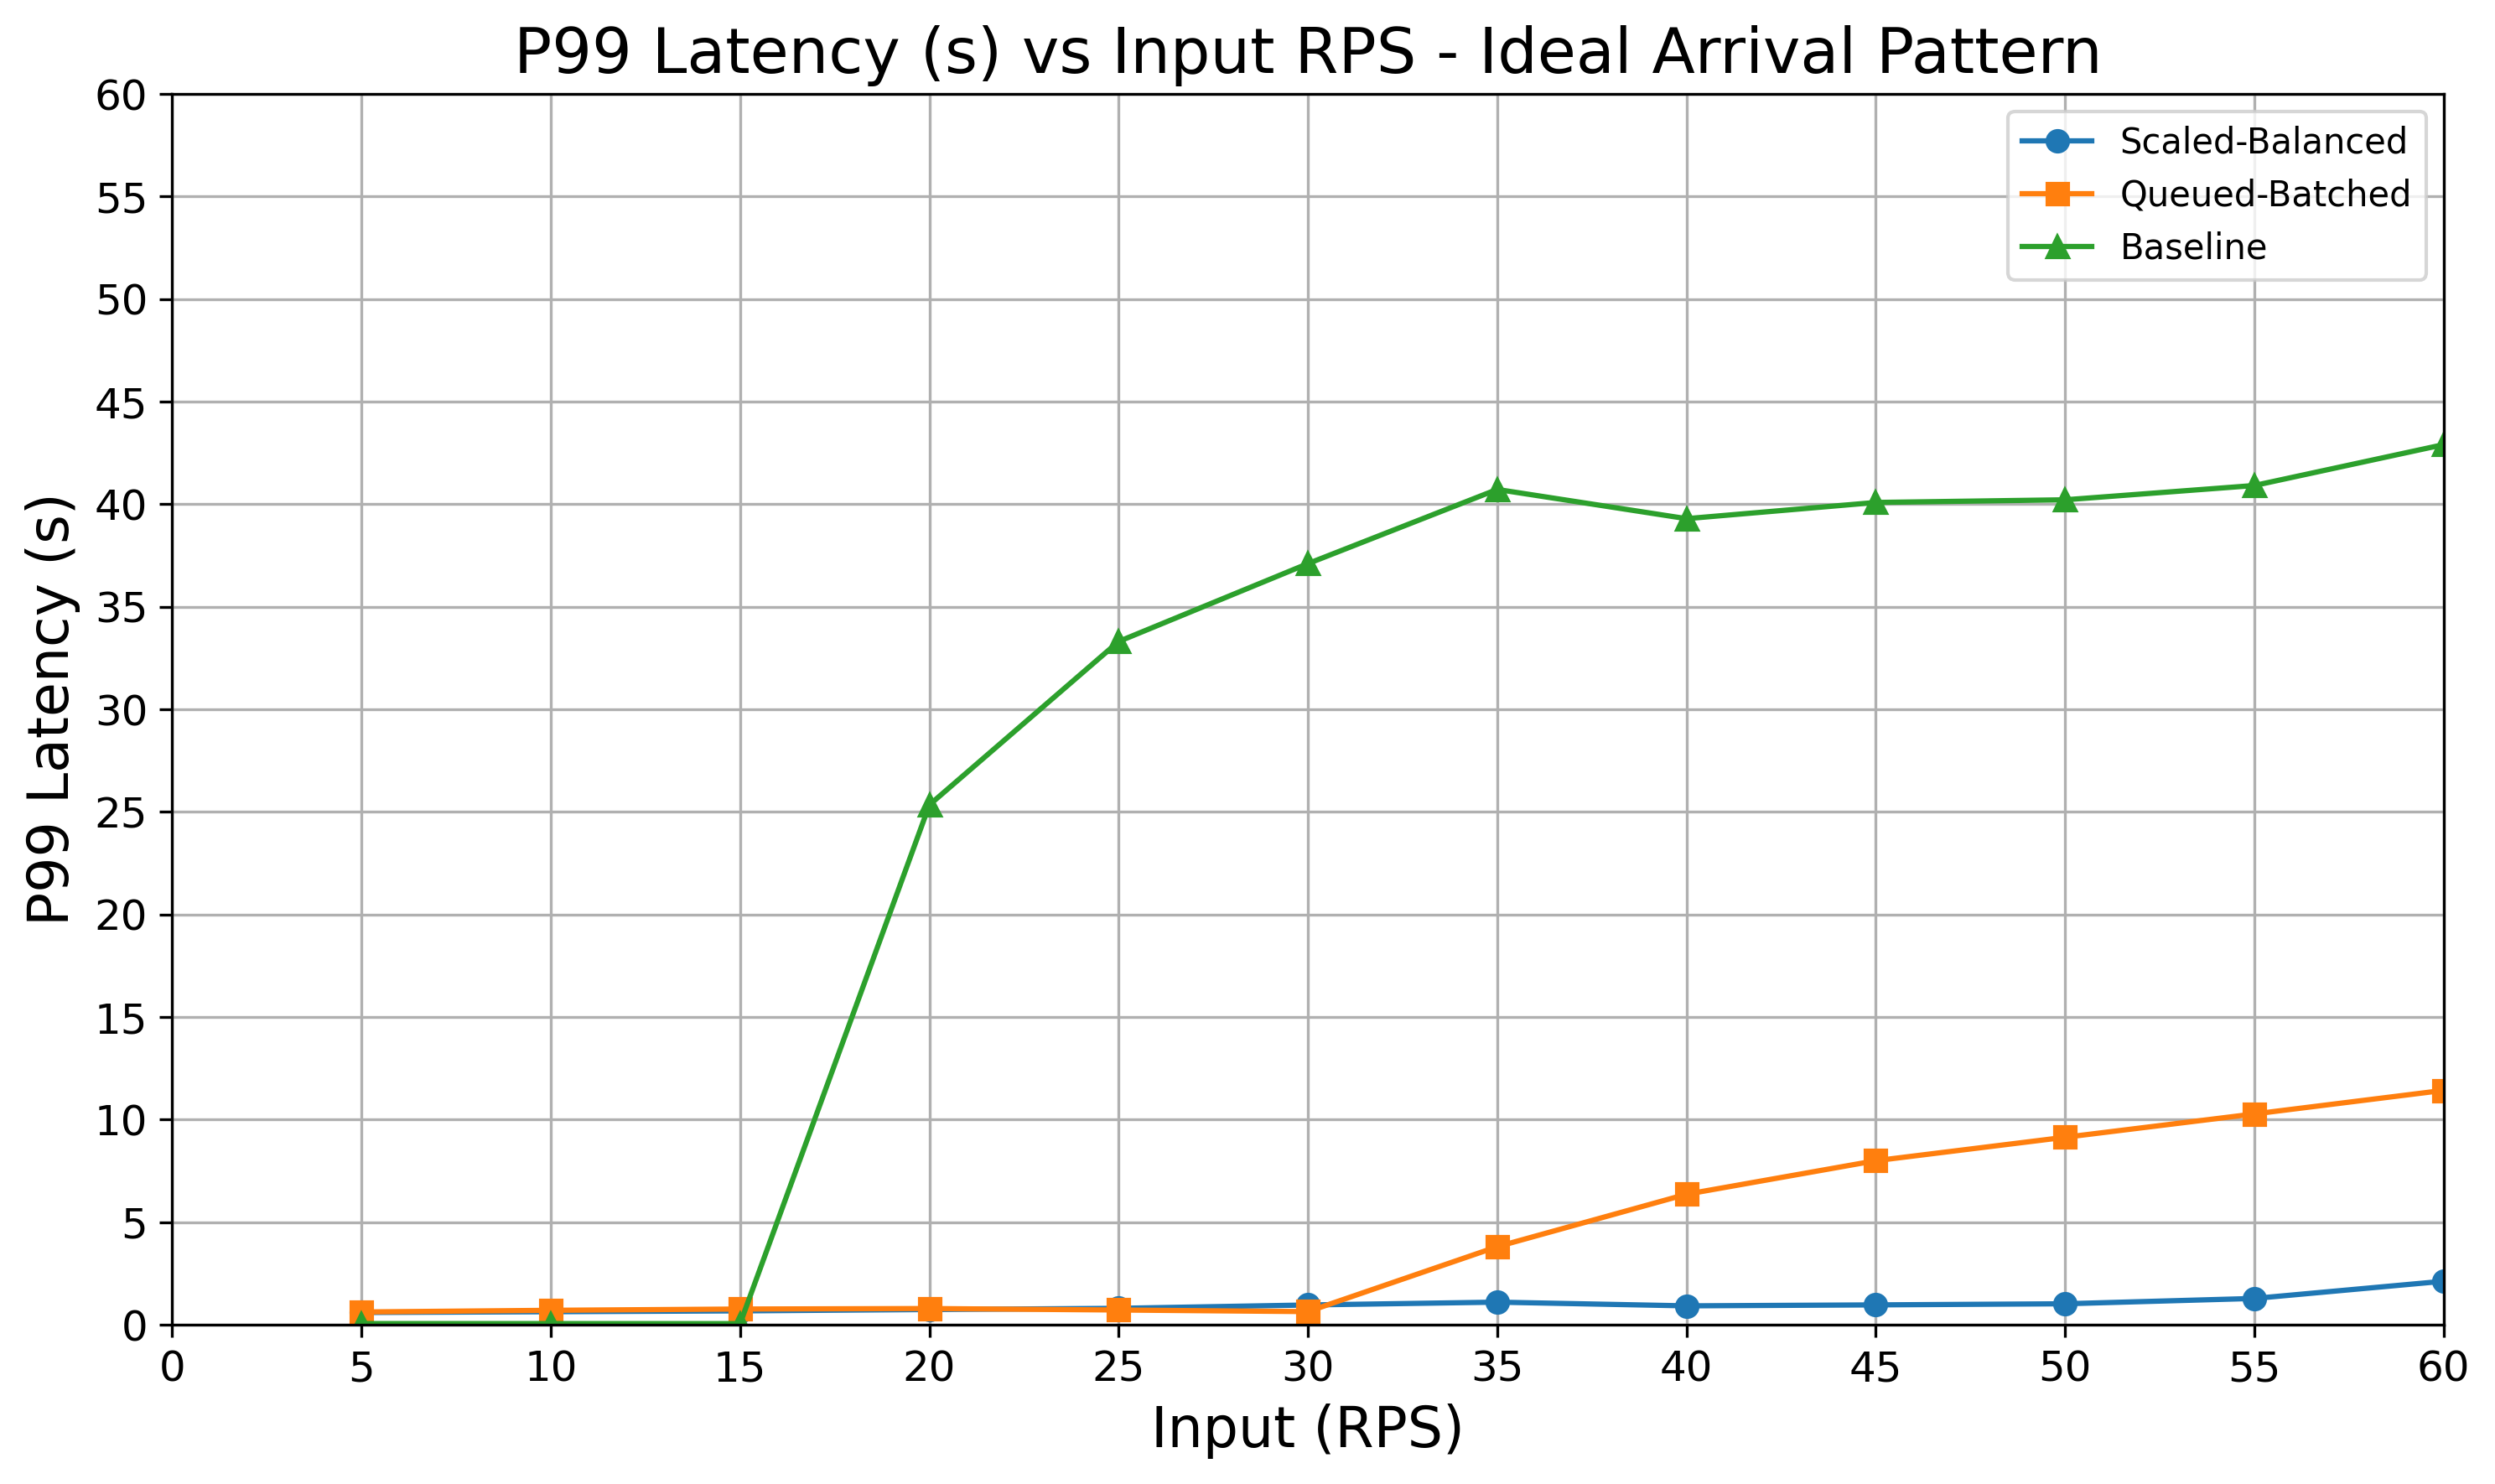 P99 Latency (s) vs Input RPS - Ideal Arrival Pattern
Scaled-Balanced
Queued-Batched
Baseline
P99 Latency (s)
60
55
50
45
40
35
30
25
20
15
10
5
0
0 5 10 15 20 25 30 35 40 45 50 55 60
Input (RPS)